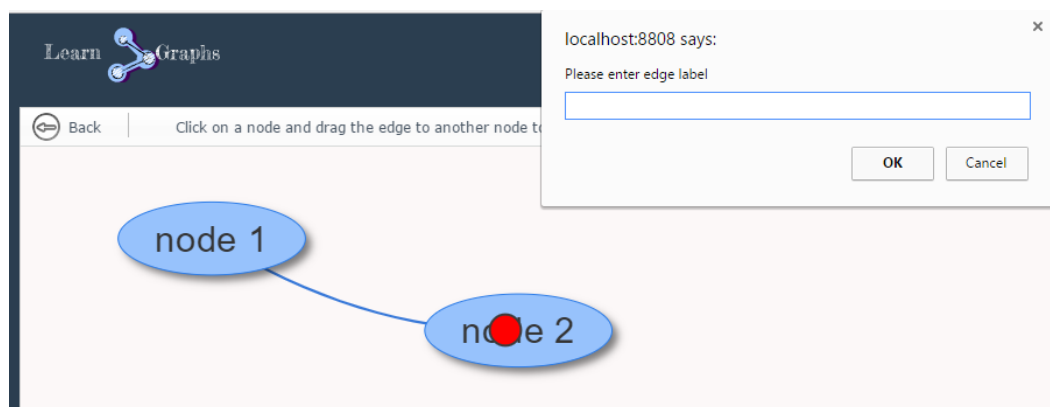 Learn Graphs
localhost:8808 says:
Please enter edge label
OK Cancel
Back Click on a node and drag the edge to another node to
node 1
node 2